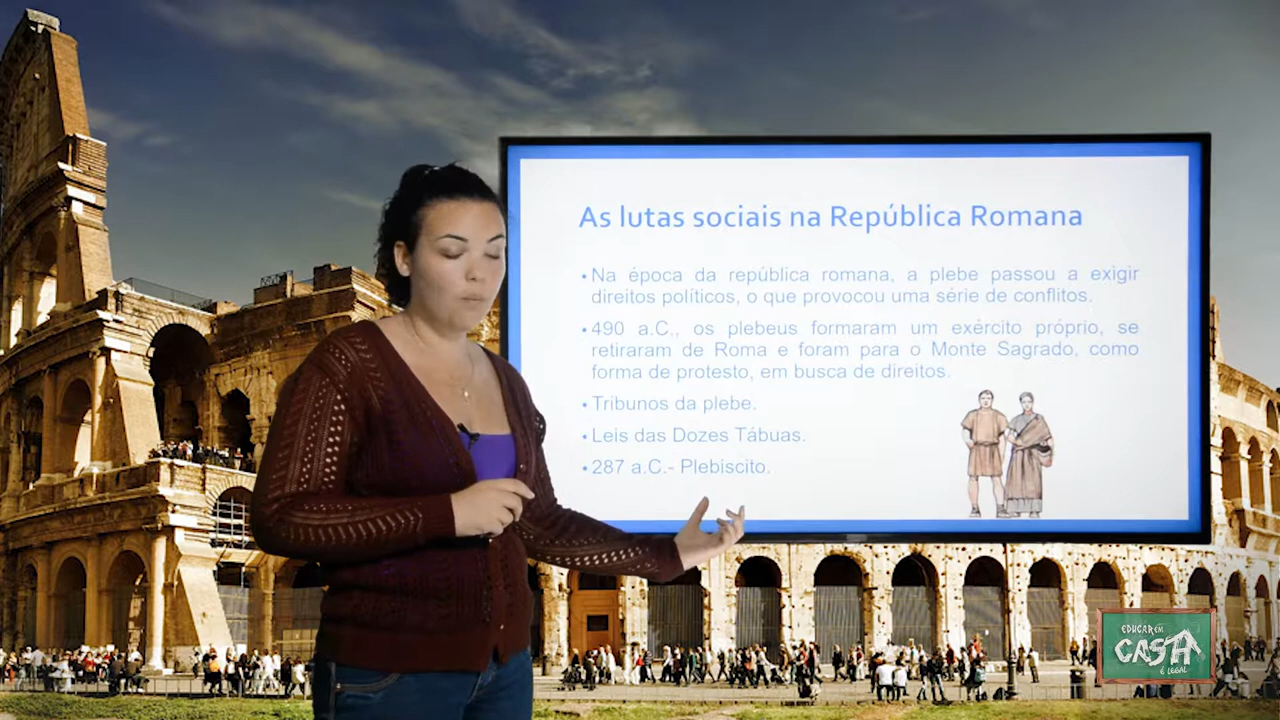 As lutas sociais na República Romana
• Na época da república romana, a plebe passou a exigir
direitos políticos, o que provocou uma série de conflitos.
• 490 a.C., os plebeus formaram um exército próprio, se
retiraram de Roma e foram para o Monte Sagrado, como
forma de protesto, em busca de direitos.
• Tribunos da plebe.
• Leis das Dozes Tábuas.
• 287 a.C.- Plebiscito.
EDUCAR EM
CASA
É LEGAL